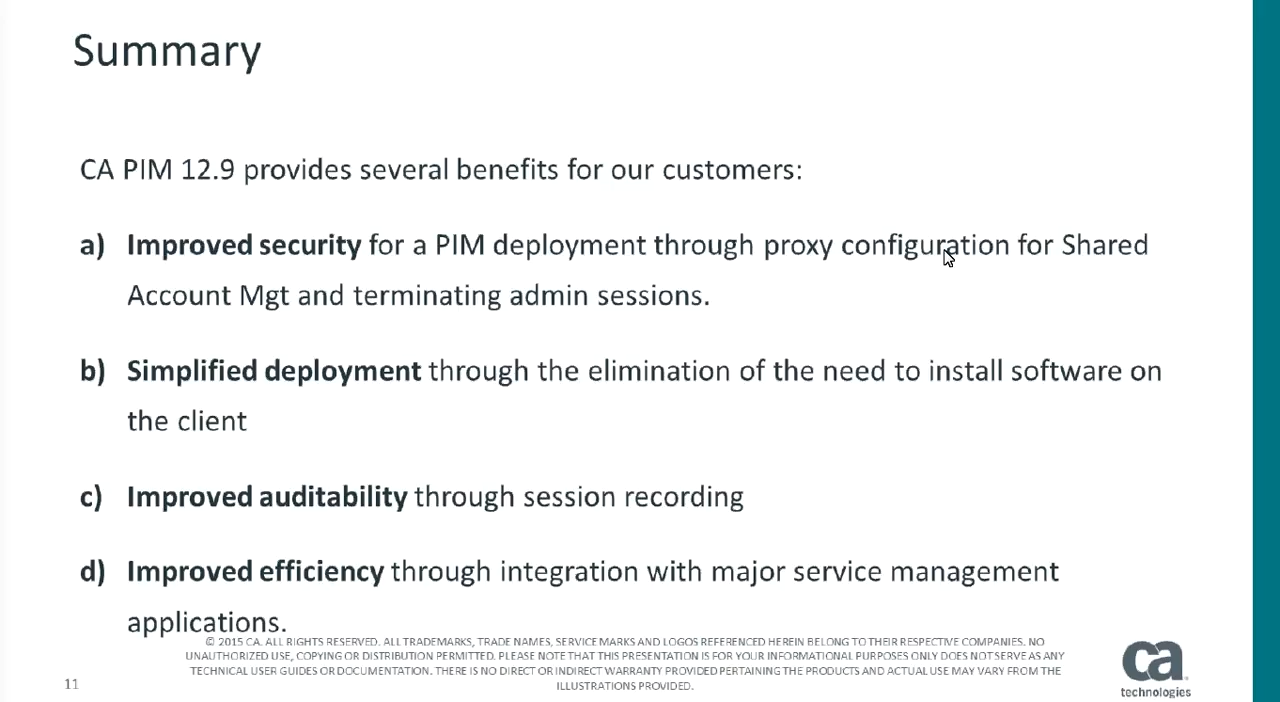 Summary
CA PIM 12.9 provides several benefits for our customers:
a) Improved security for a PIM deployment through proxy configuration for Shared
Account Mgt and terminating admin sessions.
b) Simplified deployment through the elimination of the need to install software on
the client
c) Improved auditability through session recording
d) Improved efficiency through integration with major service management
applications.
© 2015 CA. ALL RIGHTS RESERVED. ALL TRADEMARKS, TRADE NAMES, SERVICE MARKS AND LOGOS REFERENCED HEREIN BELONG TO THEIR RESPECTIVE COMPANIES. NO
UNAUTHORIZED USE, COPYING OR DISTRIBUTION PERMITTED. PLEASE NOTE THAT THIS PRESENTATION IS FOR YOUR INFORMATIONAL PURPOSES ONLY DOES NOT SERVE AS ANY
TECHNICAL USER GUIDES OR DOCUMENTATION. THERE IS NO DIRECT OR INDIRECT WARRANTY PROVIDED PERTAINING THE PRODUCTS AND ACTUAL USE MAY VARY FROM THE
ILLUSTRATIONS PROVIDED.
11
ca
technologies